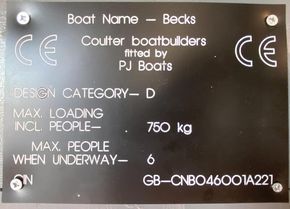 Boat Name – Becks
CE Coulter boatbuilders CE
fitted by
PJ Boats
DESIGN CATEGORY– D
MAX. LOADING
INCL. PEOPLE– 750 kg
MAX. PEOPLE
WHEN UNDERWAY– 6
GB–CNB046001A221